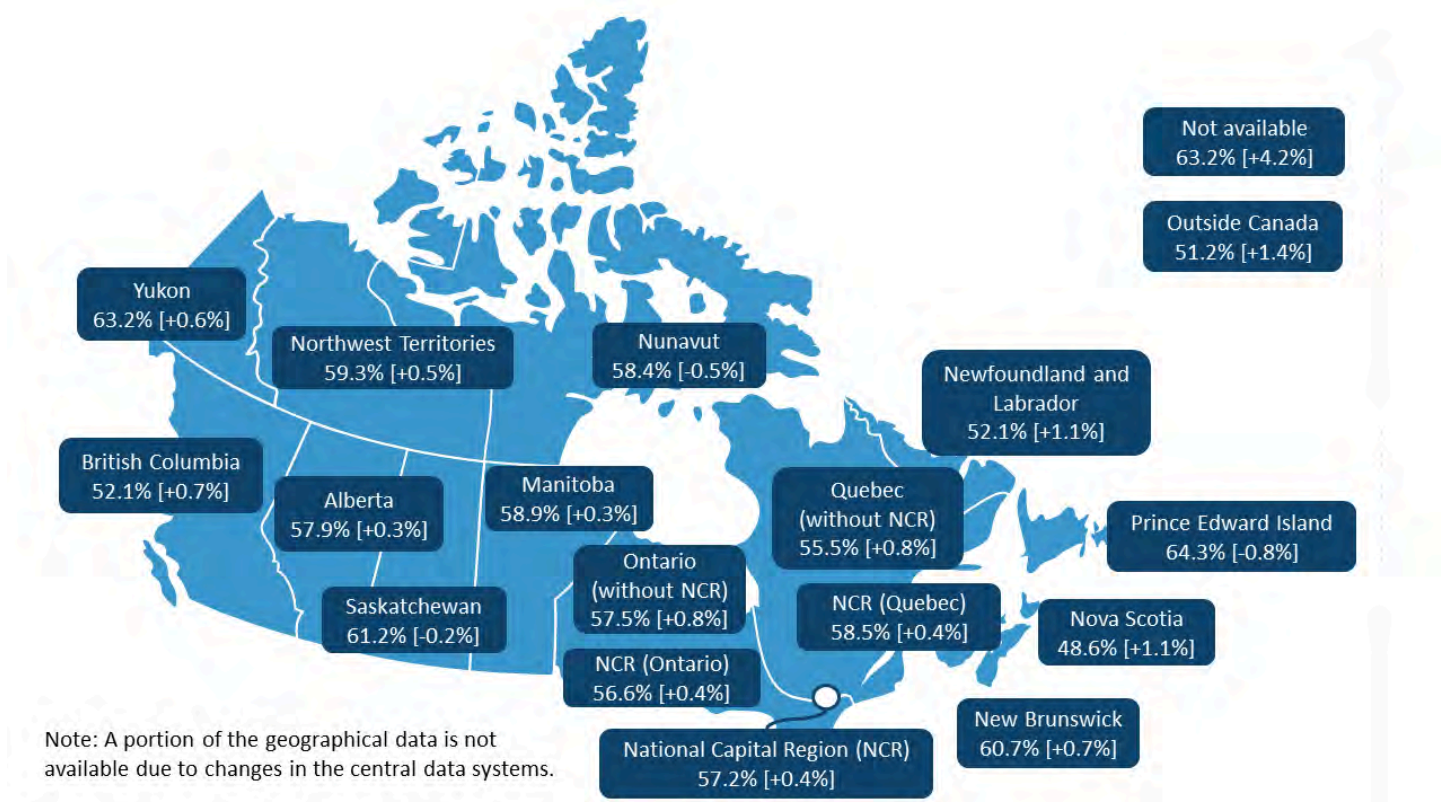 Not available
63.2% [+4.2%]
Outside Canada
51.2% [+1.4%]
Yukon
63.2% [+0.6%]
Northwest Territories
59.3% [+0.5%]
Nunavut
58.4% [-0.5%]
Newfoundland and
Labrador
52.1% [+1.1%]
British Columbia
52.1% [+0.7%]
Alberta
57.9% [+0.3%]
Manitoba
58.9% [+0.3%]
Quebec
(without NCR)
55.5% [+0.8%]
Prince Edward Island
64.3% [-0.8%]
Ontario
(without NCR)
57.5% [+0.8%]
Saskatchewan
61.2% [-0.2%]
NCR (Quebec)
58.5% [+0.4%]
Nova Scotia
48.6% [+1.1%]
NCR (Ontario)
56.6% [+0.4%]
New Brunswick
60.7% [+0.7%]
National Capital Region (NCR)
57.2% [+0.4%]
Note: A portion of the geographical data is not
available due to changes in the central data systems.